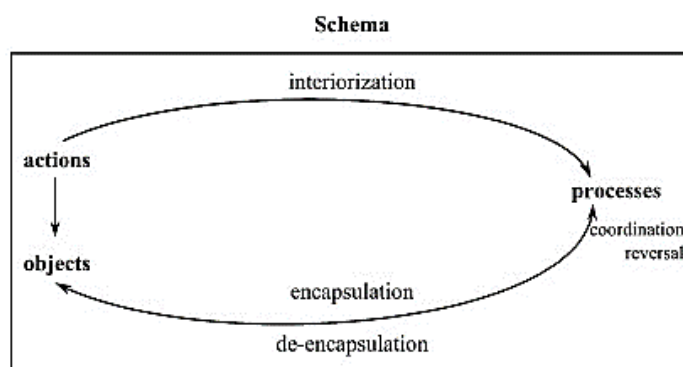 Schema
interiorization
actions
processes
coordination
reversal
objects
encapsulation
de-encapsulation